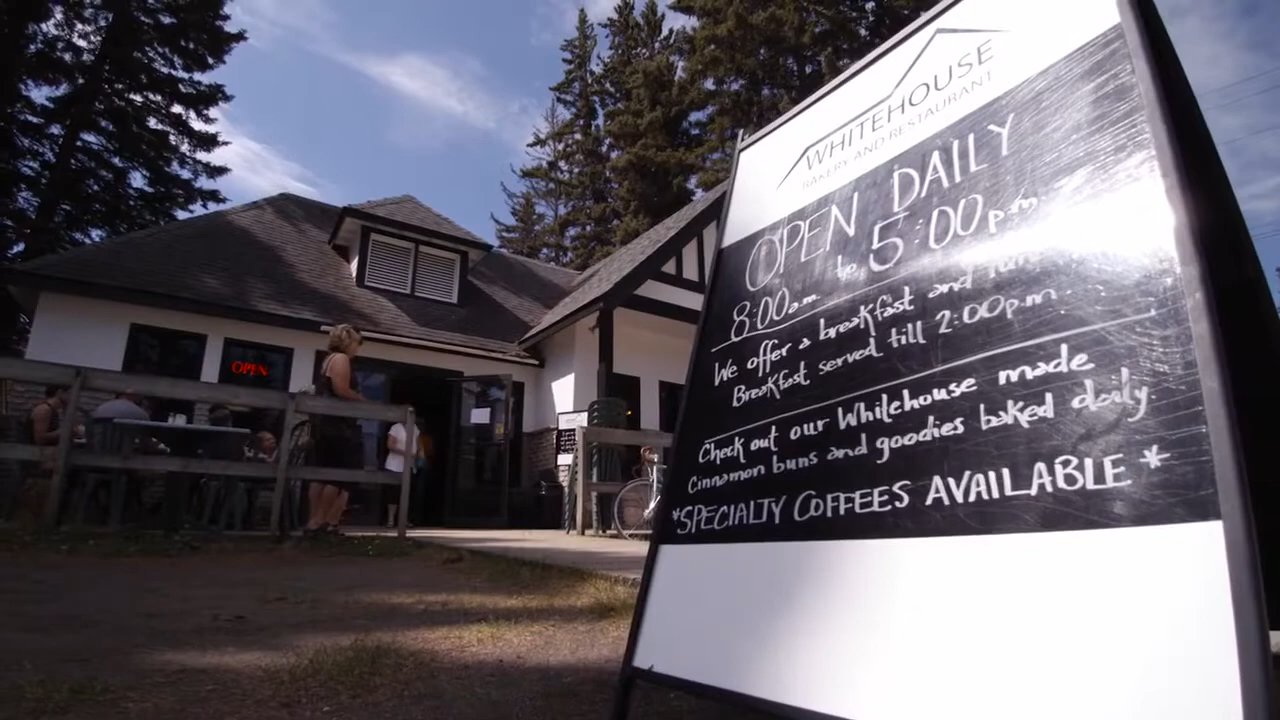 WHITEHOUSE
BAKERY AND RESTAURANT
OPEN DAILY
8:00a.m. to 5:00p.m.
We offer a breakfast and
Breakfast served till 2:00p.m.
Check out our Whitehouse made
Cinnamon buns and goodies baked daily.
*SPECIALTY COFFEES AVAILABLE*
OPEN